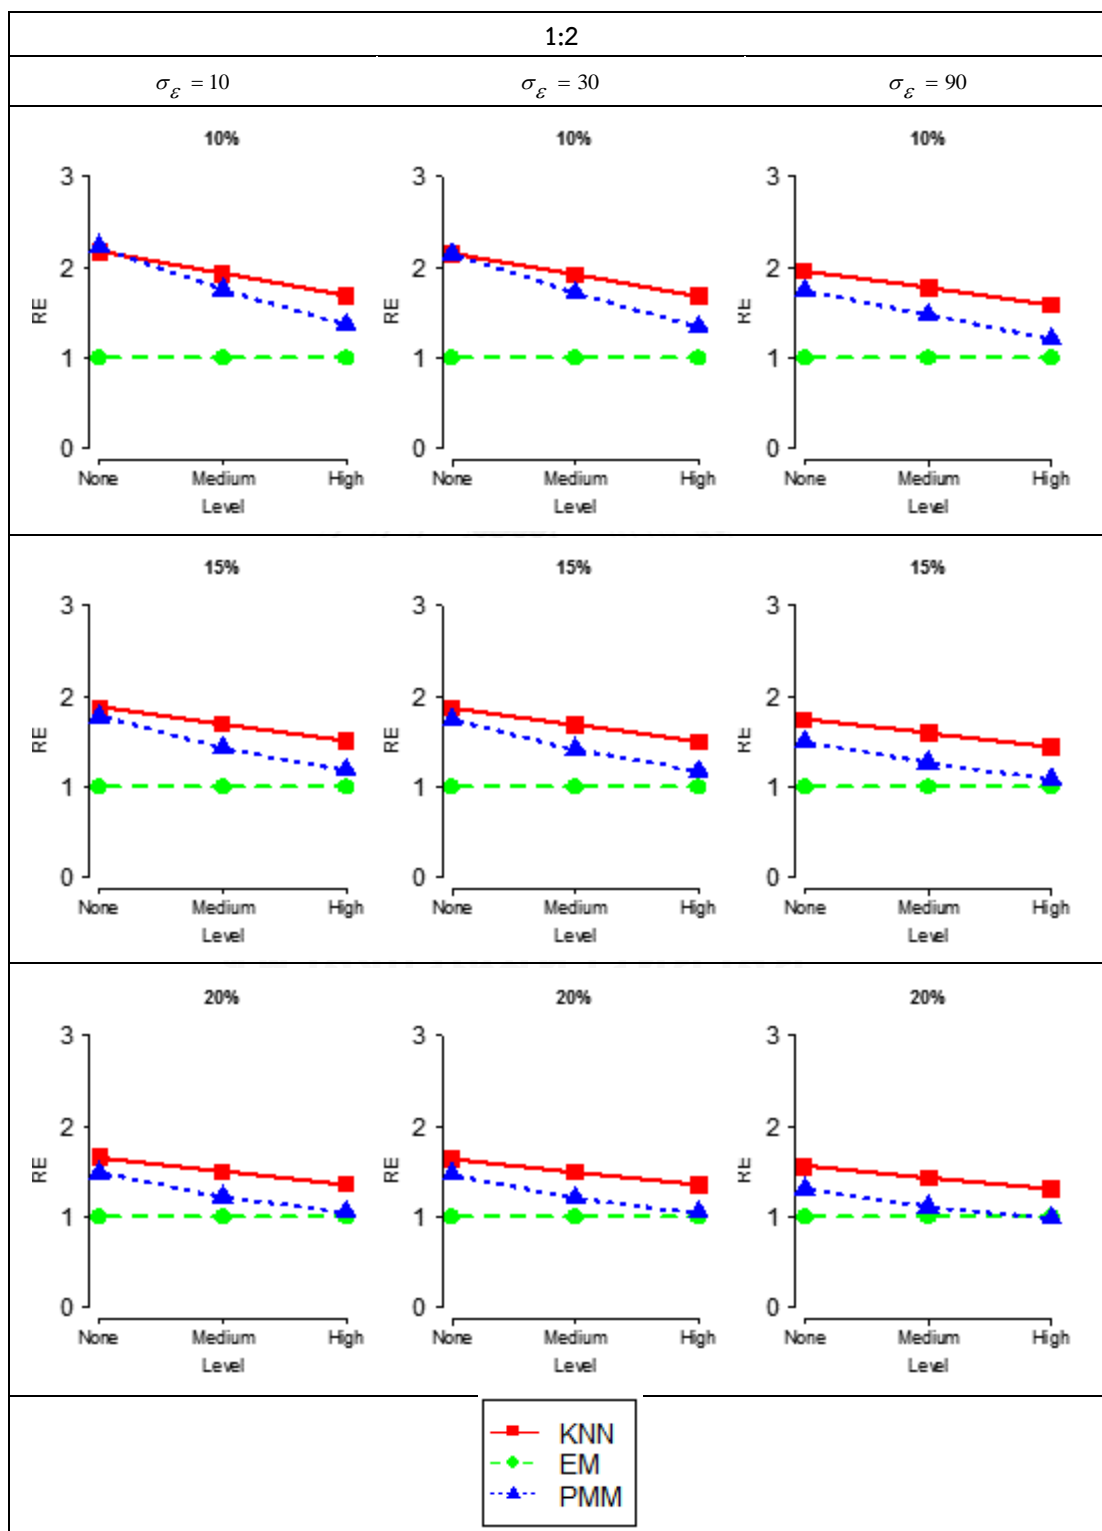 1:2
σ_ε = 10 σ_ε = 30 σ_ε = 90
10% 10% 10%
3 3 3
2 2 2
RE RE RE
1 1 1
0 0 0
None Medium High None Medium High None Medium High
Level Level Level
15% 15% 15%
3 3 3
2 2 2
RE RE RE
1 1 1
0 0 0
None Medium High None Medium High None Medium High
Level Level Level
20% 20% 20%
3 3 3
2 2 2
RE RE RE
1 1 1
0 0 0
None Medium High None Medium High None Medium High
Level Level Level
KNN
EM
PMM